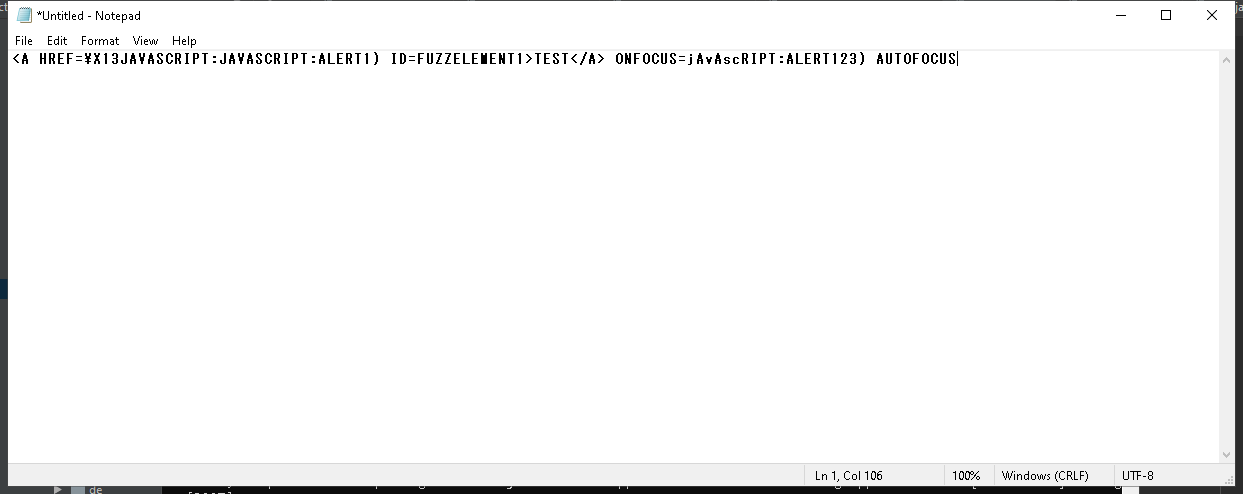 *Untitled - Notepad
File Edit Format View Help
<A HREF=¥X13JAVASCRIPT:JAVASCRIPT:ALERT1) ID=FUZZELEMENT1>TEST</A> ONFOCUS=jAvAscRIPT:ALERT123) AUTOFOCUS
Ln 1, Col 106 100% Windows (CRLF) UTF-8
de